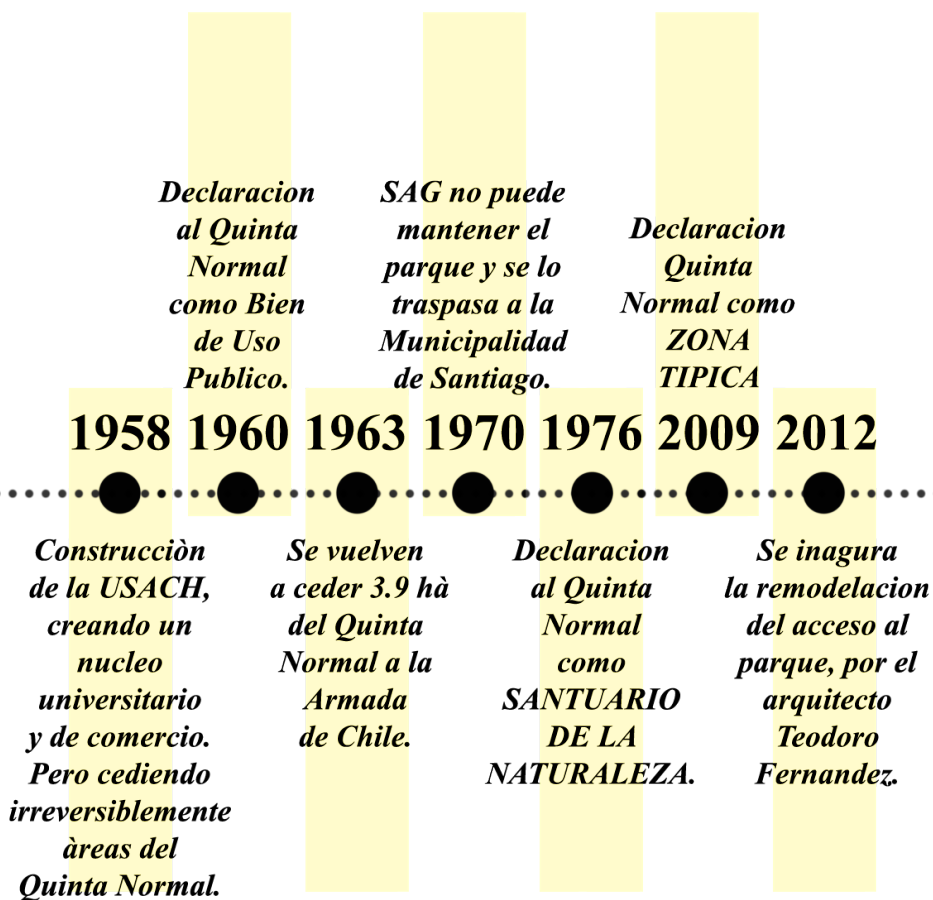 Declaracion
al Quinta
Normal
como Bien
de Uso
Publico.
SAG no puede
mantener el
parque y se lo
traspasa a la
Municipalidad
de Santiago.
Declaracion
Quinta
Normal como
ZONA
TIPICA
1958 1960 1963 1970 1976 2009 2012
Construcciòn
de la USACH,
creando un
nucleo
universitario
y de comercio.
Pero cediendo
irreversiblemente
àreas del
Quinta Normal.
Se vuelven
a ceder 3.9 hà
del Quinta
Normal a la
Armada
de Chile.
Declaracion
al Quinta
Normal
como
SANTUARIO
DE LA
NATURALEZA.
Se inagura
la remodelacion
del acceso al
parque, por el
arquitecto
Teodoro
Fernandez.